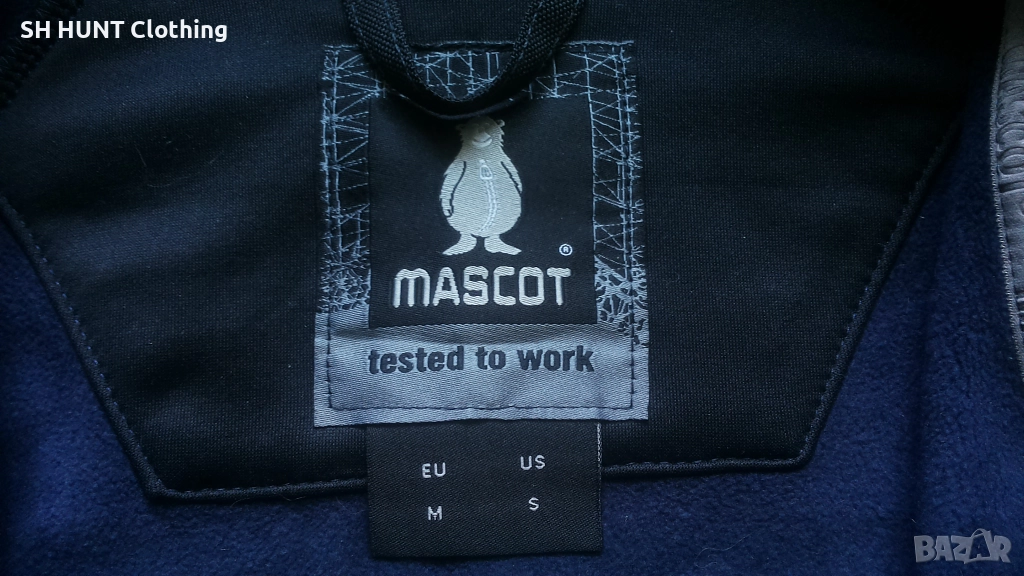 SH HUNT Clothing
MASCOT ®
tested to work
EU US
M S
BAZAR